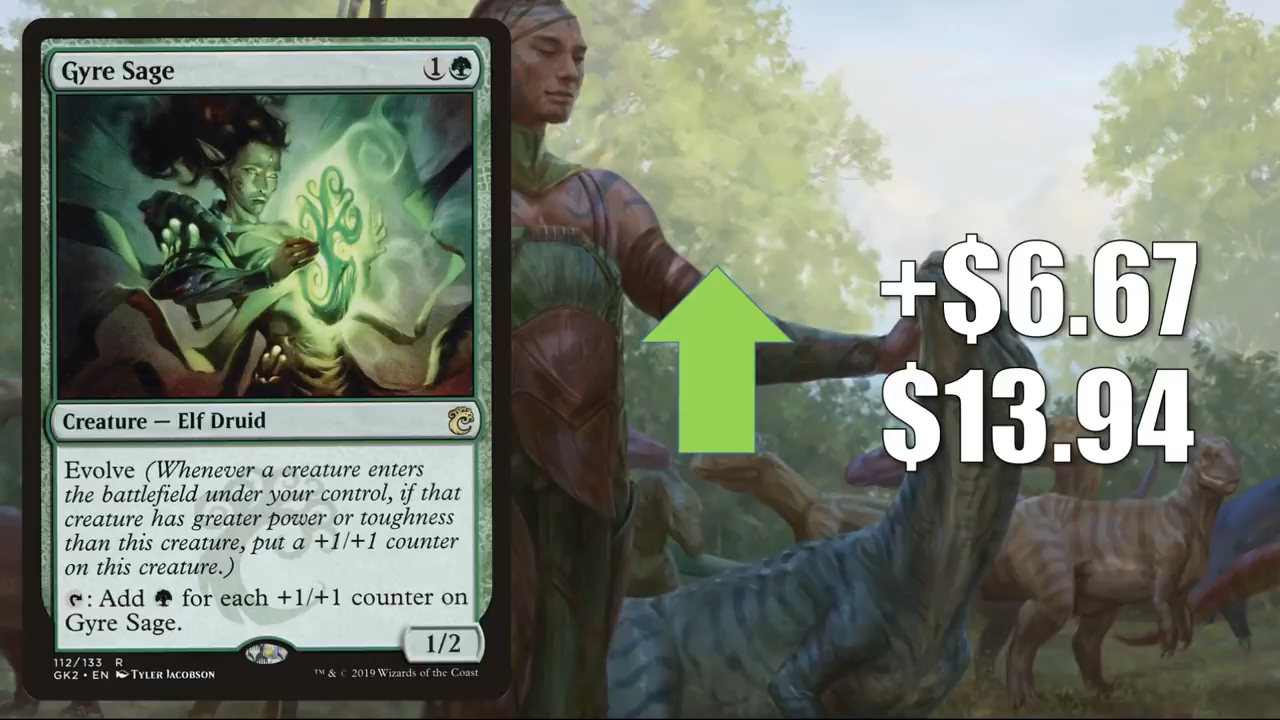 Gyre Sage
1
Creature — Elf Druid
Evolve (Whenever a creature enters
the battlefield under your control, if that
creature has greater power or toughness
than this creature, put a +1/+1 counter
on this creature.)
: Add for each +1/+1 counter on
Gyre Sage.
1/2
112/133 R
GK2 • EN Tyler Jacobson
™ & © 2019 Wizards of the Coast
+$6.67
$13.94